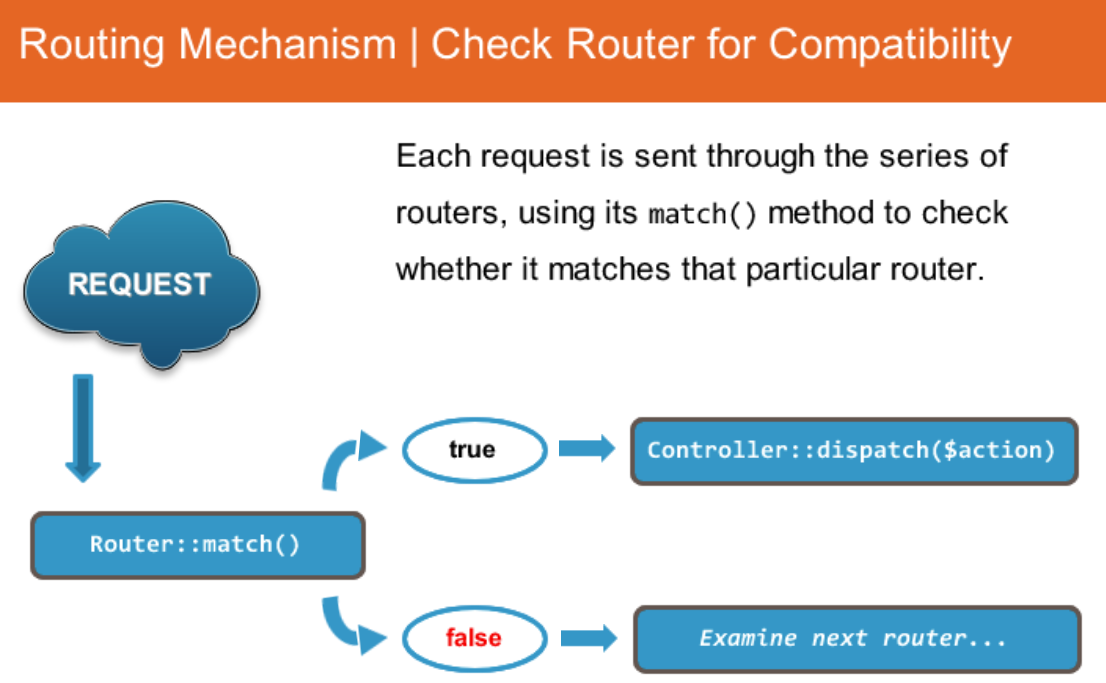 Routing Mechanism | Check Router for Compatibility
Each request is sent through the series of
routers, using its match() method to check
whether it matches that particular router.
REQUEST
true
Controller::dispatch($action)
Router::match()
false
Examine next router...